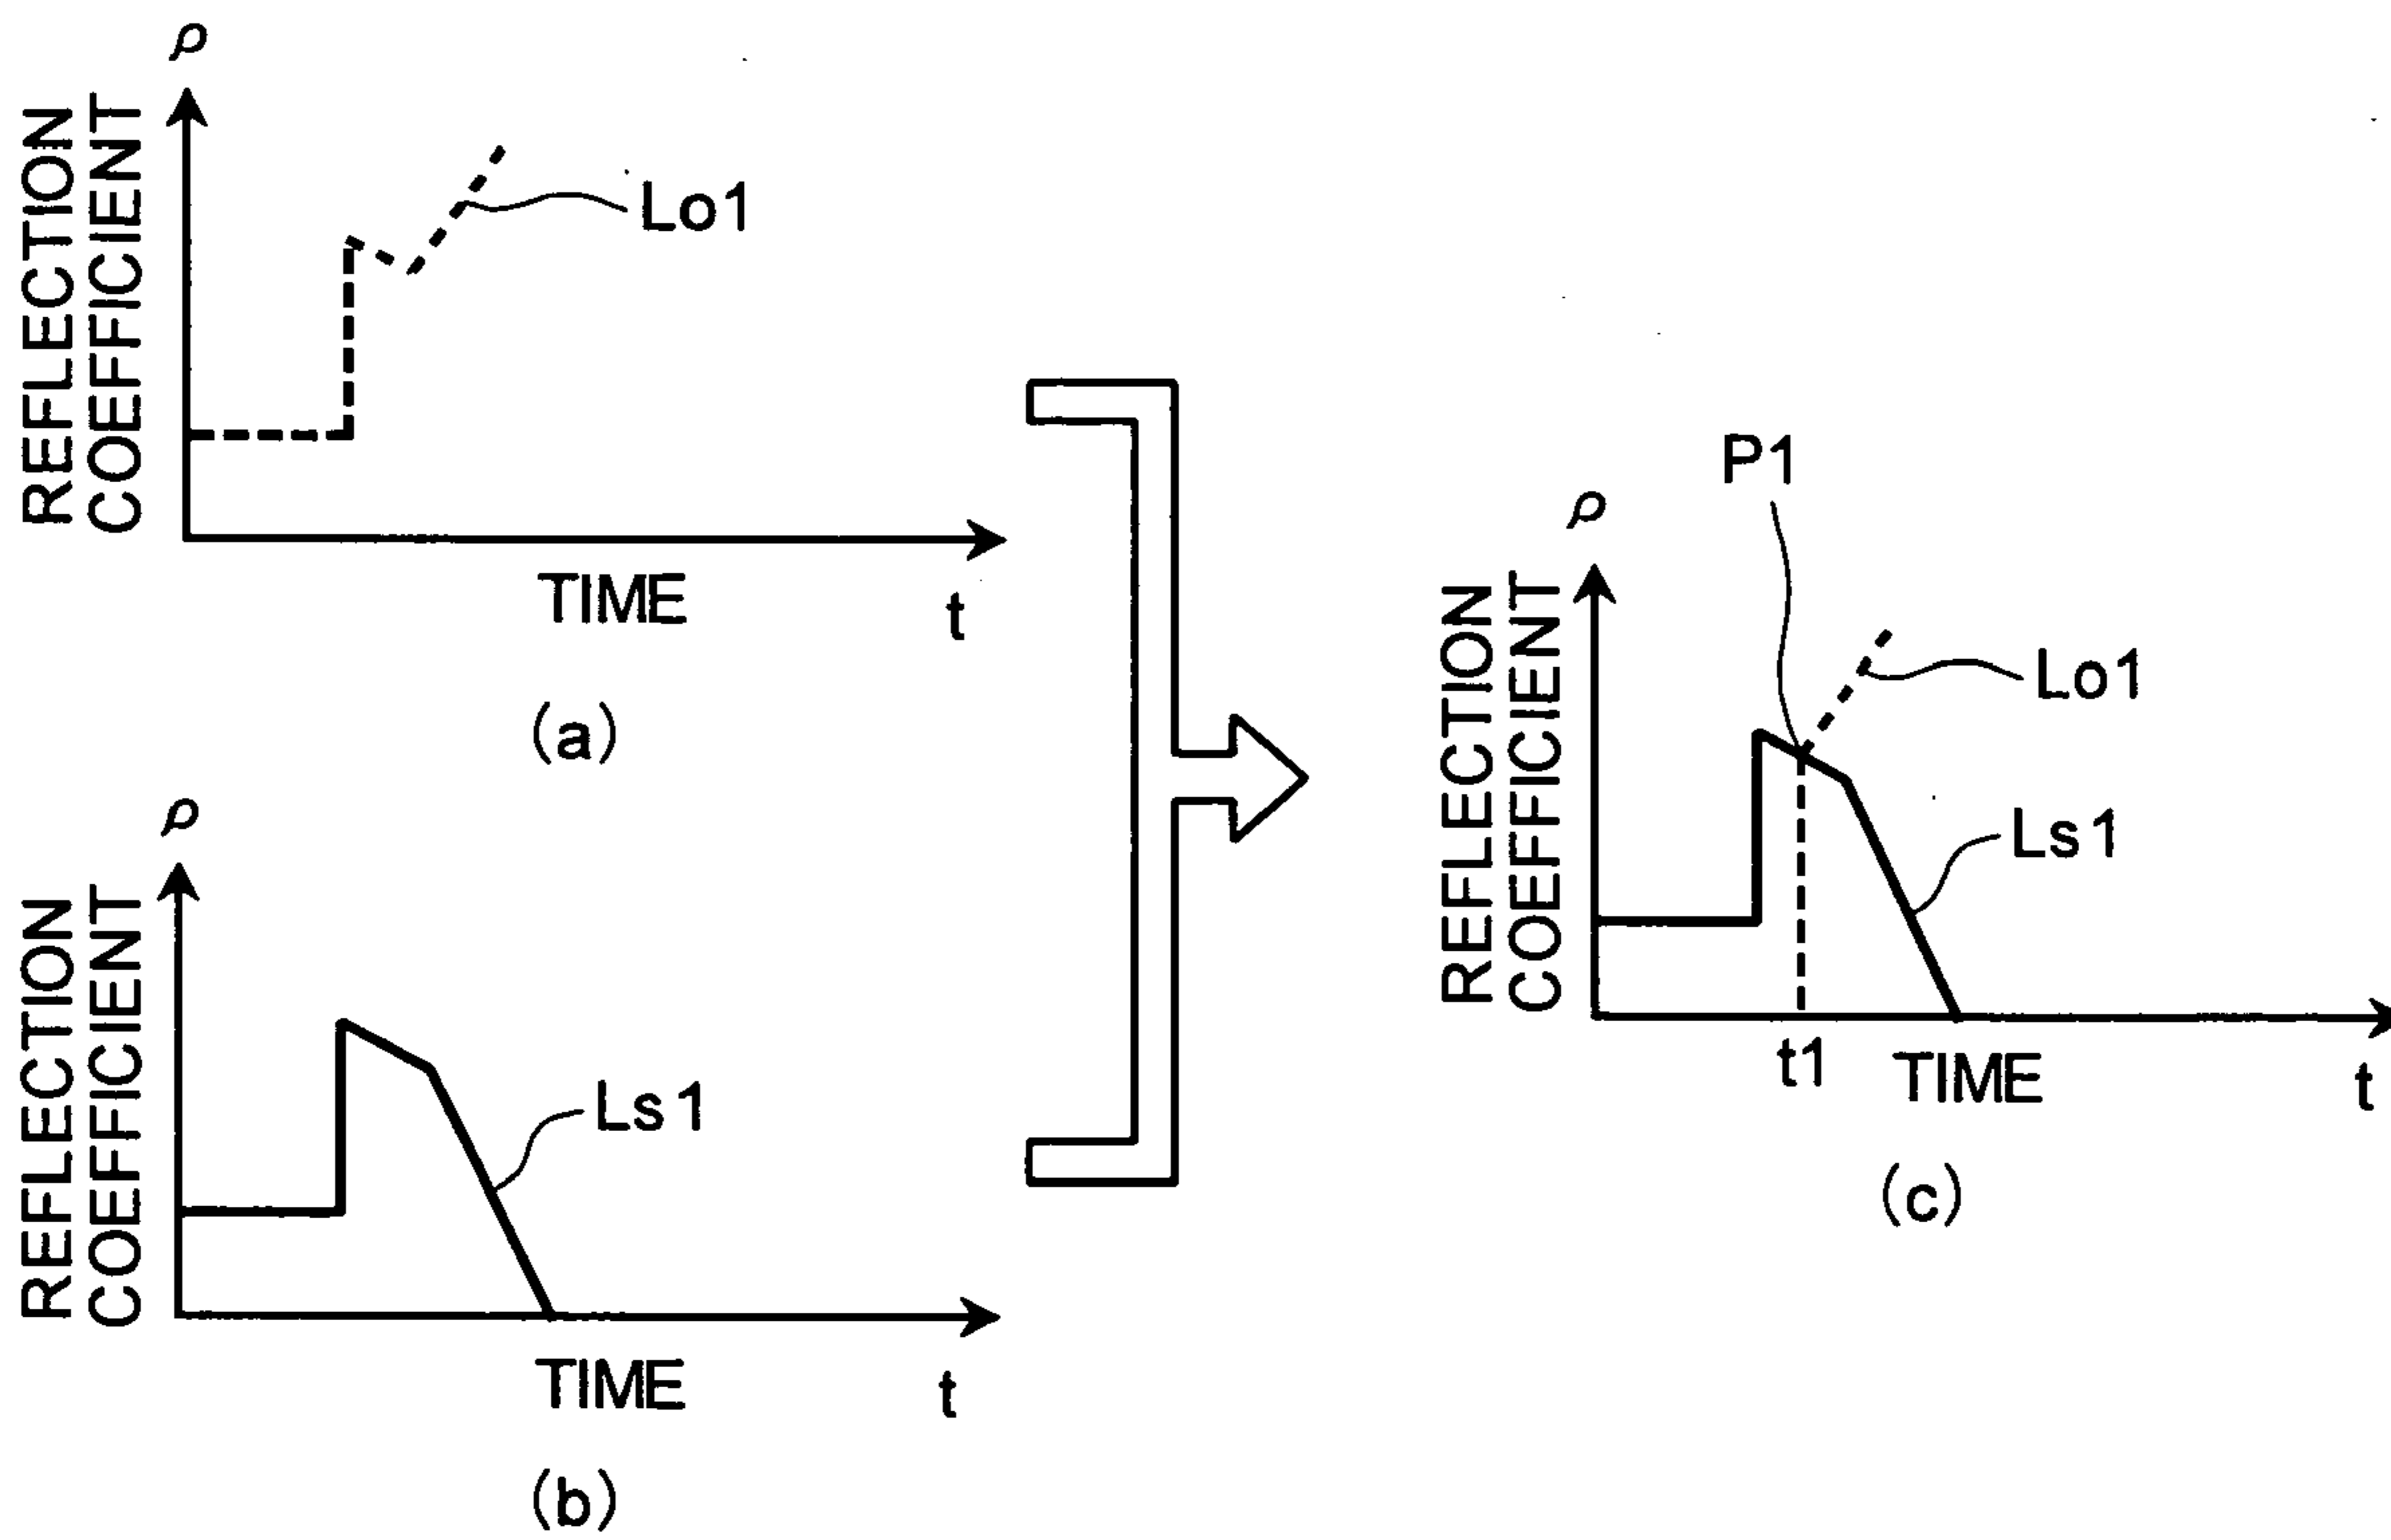 ρ
REFLECTION
COEFFICIENT
Lo1
TIME
t
(a)
ρ
REFLECTION
COEFFICIENT
Ls1
TIME
t
(b)
P1
ρ
REFLECTION
COEFFICIENT
Lo1
Ls1
t1
TIME
t
(c)